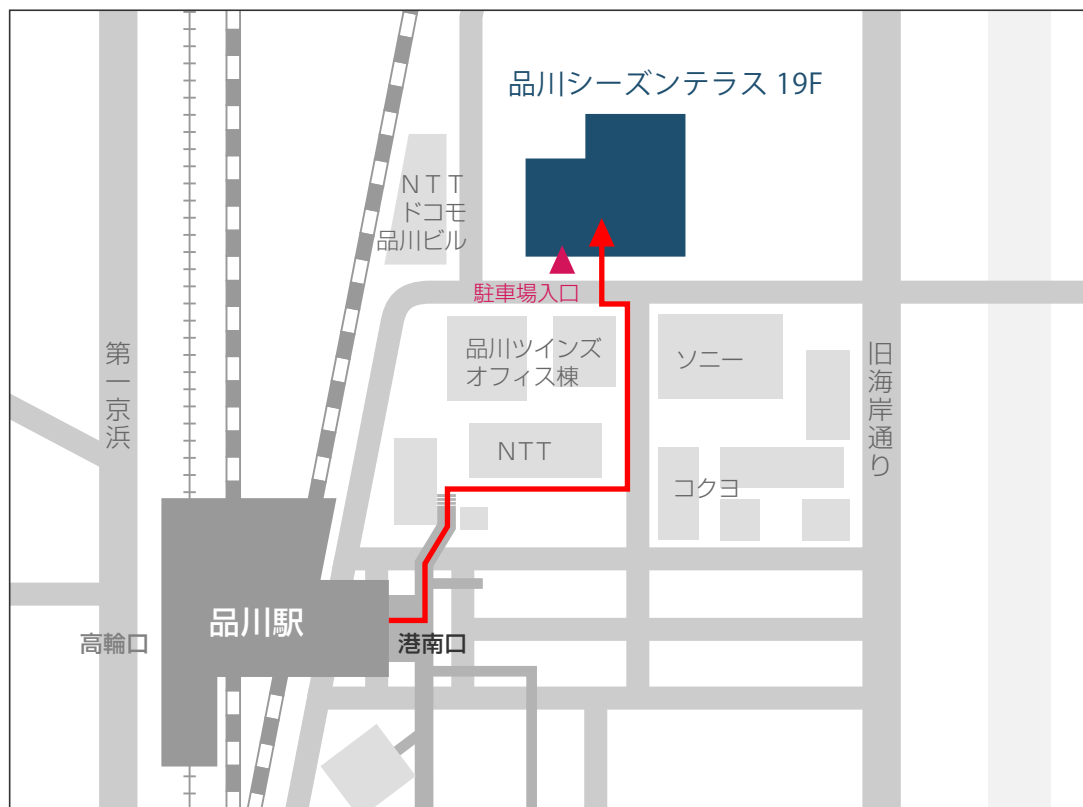 品川シーズンテラス 19F
ＮＴＴ
ドコモ
品川ビル
駐車場入口
品川ツインズ
オフィス棟
ソニー
第一京浜
旧海岸通り
NTT
コクヨ
品川駅
高輪口
港南口